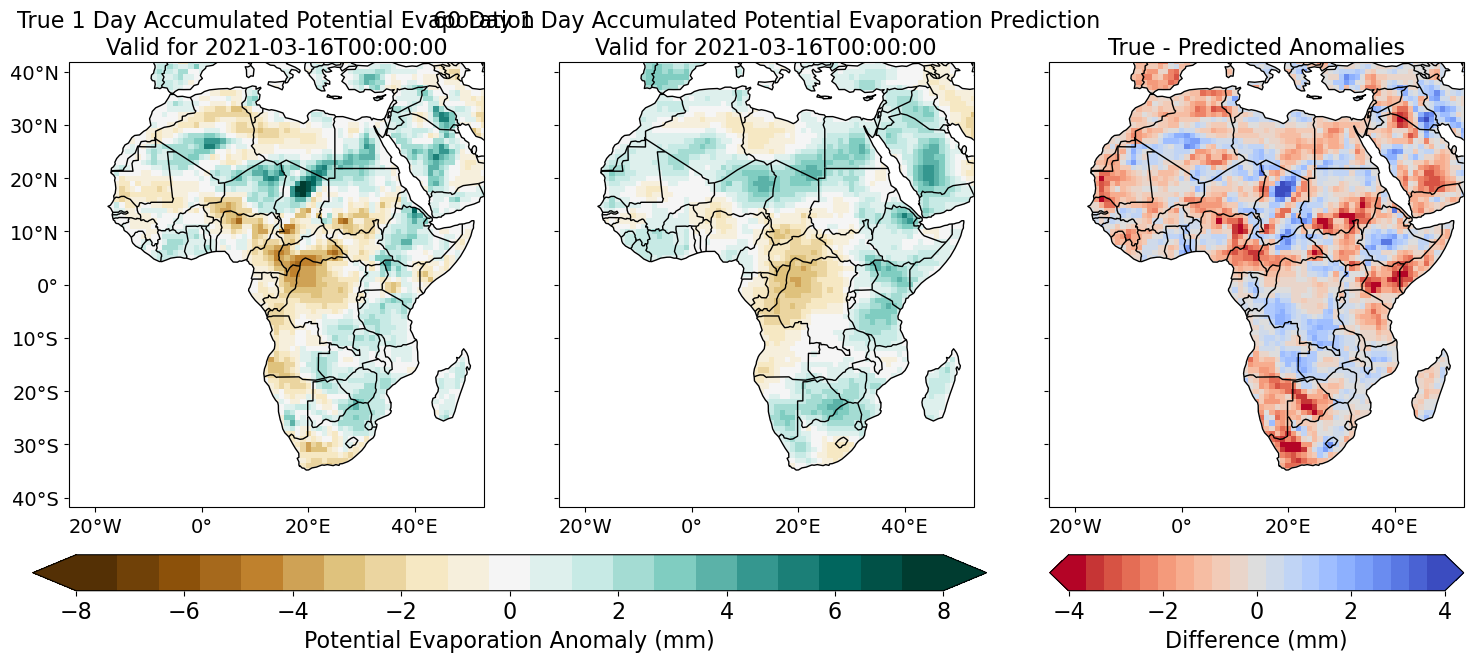 True 1 Day Accumulated Potential Evaporation
60 Day 1 Day Accumulated Potential Evaporation Prediction
Valid for 2021-03-16T00:00:00
Valid for 2021-03-16T00:00:00
True - Predicted Anomalies
40°N
30°N
20°N
10°N
0°
10°S
20°S
30°S
40°S
20°W 0° 20°E 40°E
20°W 0° 20°E 40°E
20°W 0° 20°E 40°E
−8 −6 −4 −2 0 2 4 6 8
Potential Evaporation Anomaly (mm)
−4 −2 0 2 4
Difference (mm)